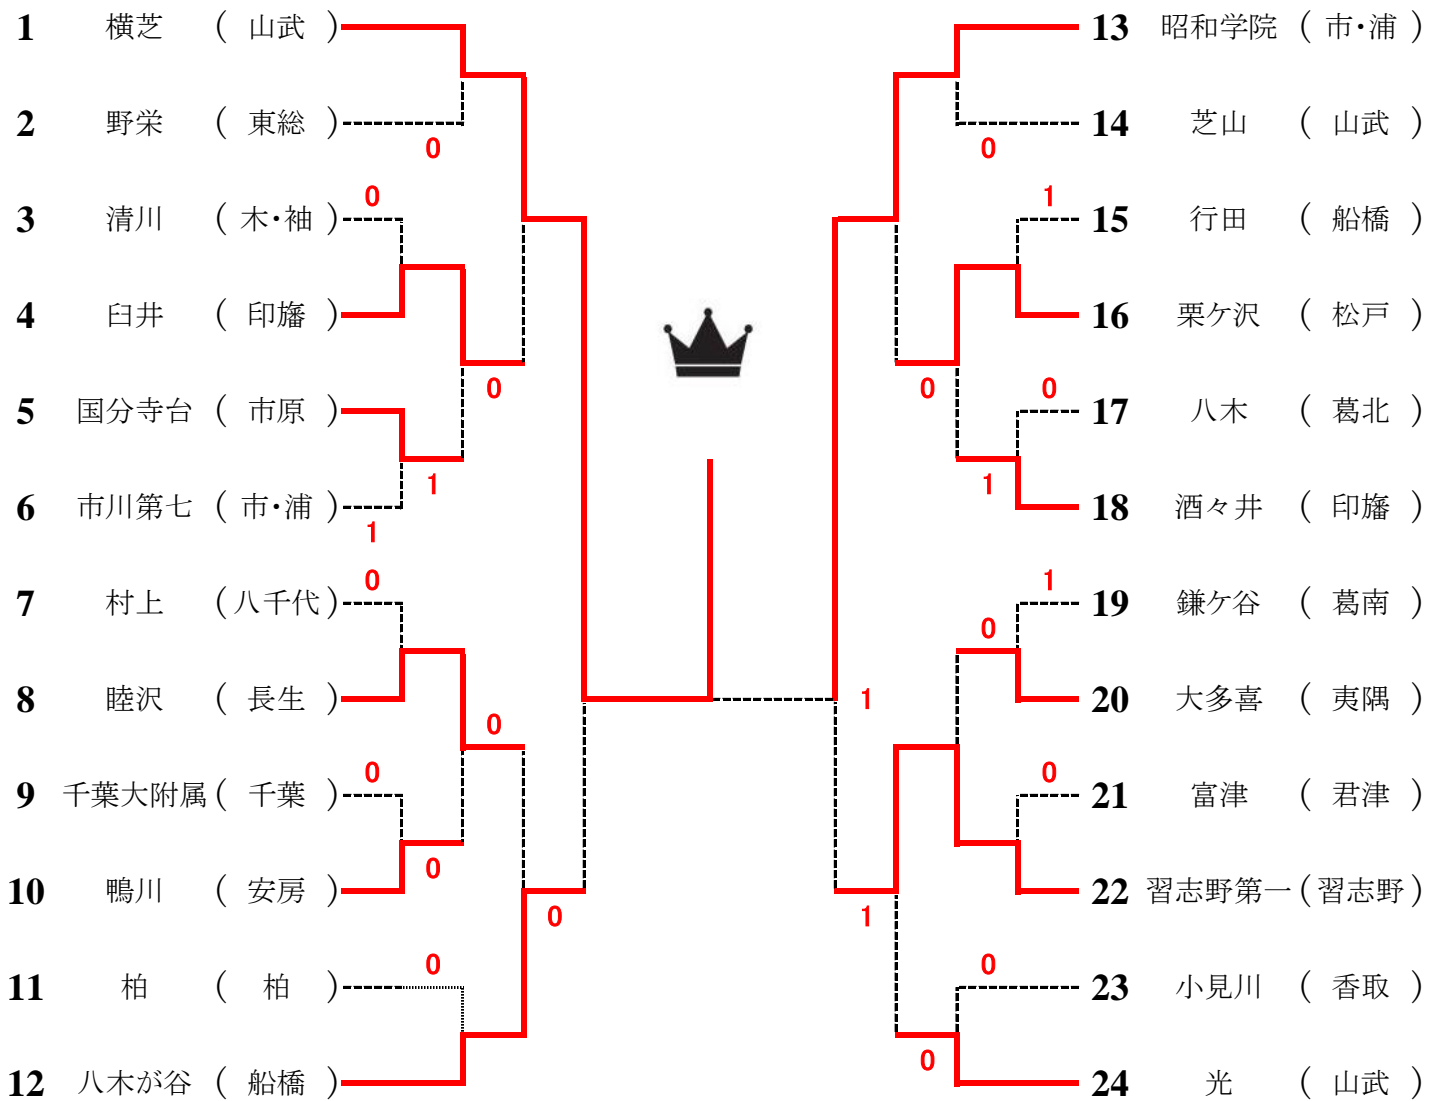 1 横芝 ( 山武 )
2 野栄 ( 東総 )
0
0
3 清川 ( 木・袖 )
4 臼井 ( 印旛 )
0
5 国分寺台 ( 市原 )
1
6 市川第七 ( 市・浦 )
1
0
7 村上 (八千代)
8 睦沢 ( 長生 )
0
0
9 千葉大附属 ( 千葉 )
0
10 鴨川 ( 安房 )
0
0
11 柏 ( 柏 )
12 八木が谷 ( 船橋 )
13 昭和学院 ( 市・浦 )
14 芝山 ( 山武 )
0
1
15 行田 ( 船橋 )
16 栗ケ沢 ( 松戸 )
0
0
17 八木 ( 葛北 )
1
18 酒々井 ( 印旛 )
1
19 鎌ケ谷 ( 葛南 )
0
1
20 大多喜 ( 夷隅 )
0
21 富津 ( 君津 )
22 習志野第一 (習志野)
1
0
23 小見川 ( 香取 )
0
24 光 ( 山武 )